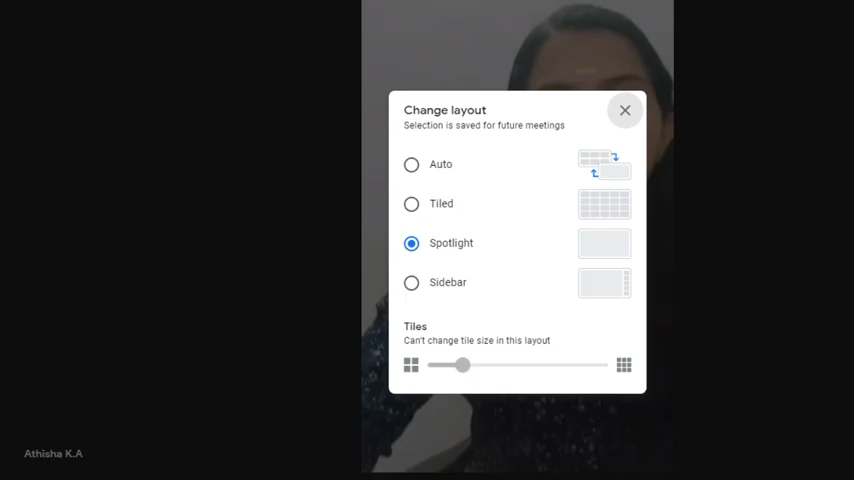 Change layout
Selection is saved for future meetings
Auto
Tiled
Spotlight
Sidebar
Tiles
Can't change tile size in this layout
Athisha K.A